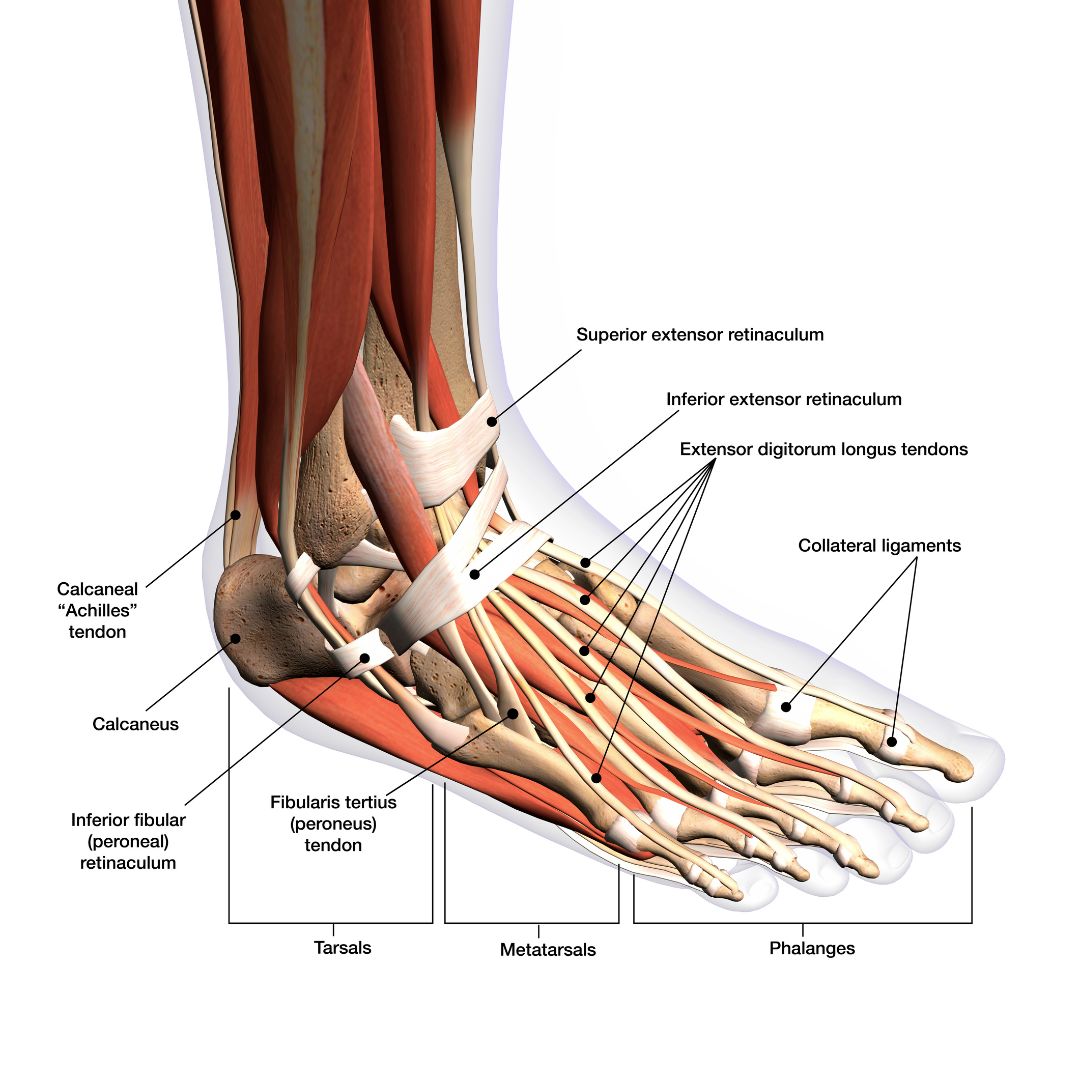 Superior extensor retinaculum
Inferior extensor retinaculum
Extensor digitorum longus tendons
Collateral ligaments
Calcaneal
“Achilles”
tendon
Calcaneus
Inferior fibular
(peroneal)
retinaculum
Fibularis tertius
(peroneus)
tendon
Tarsals
Metatarsals
Phalanges